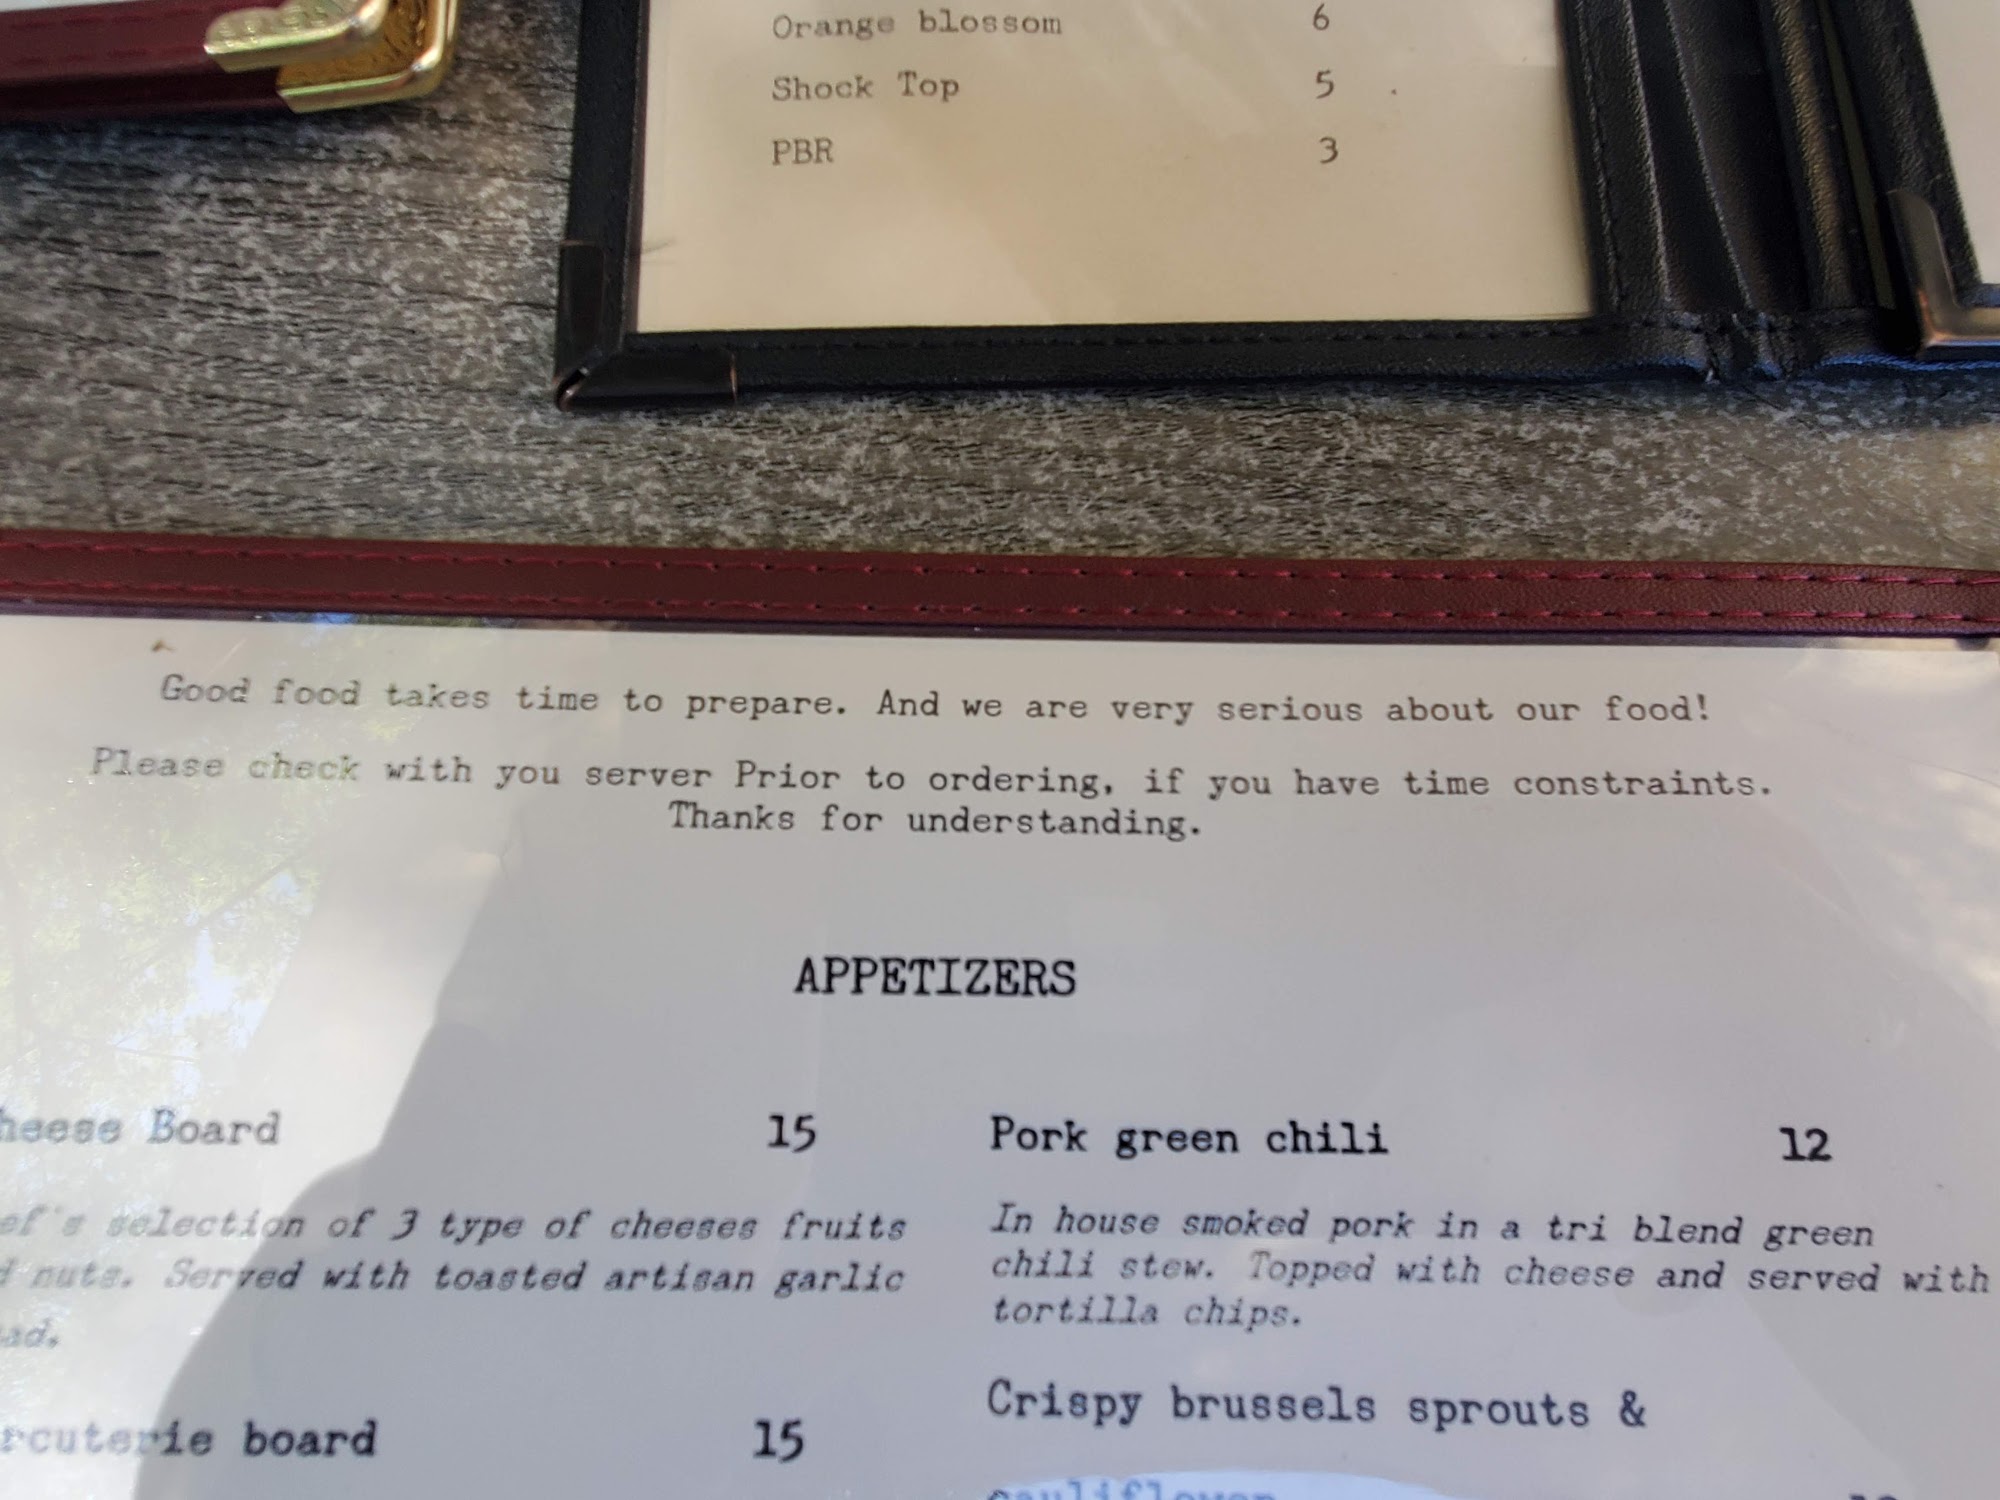 Orange blossom 6
Shock Top 5
PBR 3
Good food takes time to prepare. And we are very serious about our food!
Please check with you server Prior to ordering, if you have time constraints.
Thanks for understanding.
APPETIZERS
heese Board 15
ef's selection of 3 type of cheeses fruits
d nuts. Served with toasted artisan garlic
ad.
rcuterie board 15
Pork green chili 12
In house smoked pork in a tri blend green
chili stew. Topped with cheese and served with
tortilla chips.
Crispy brussels sprouts &
cauliflower